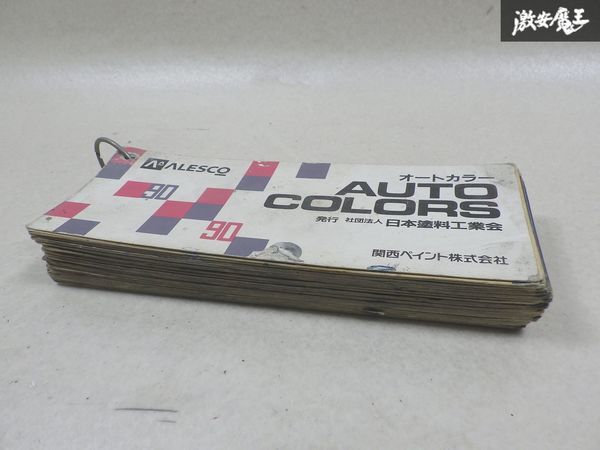 激安魔王
ALESCO
オートカラー
AUTO
COLORS
90
90
発行 社団法人 日本塗料工業会
関西ペイント株式会社